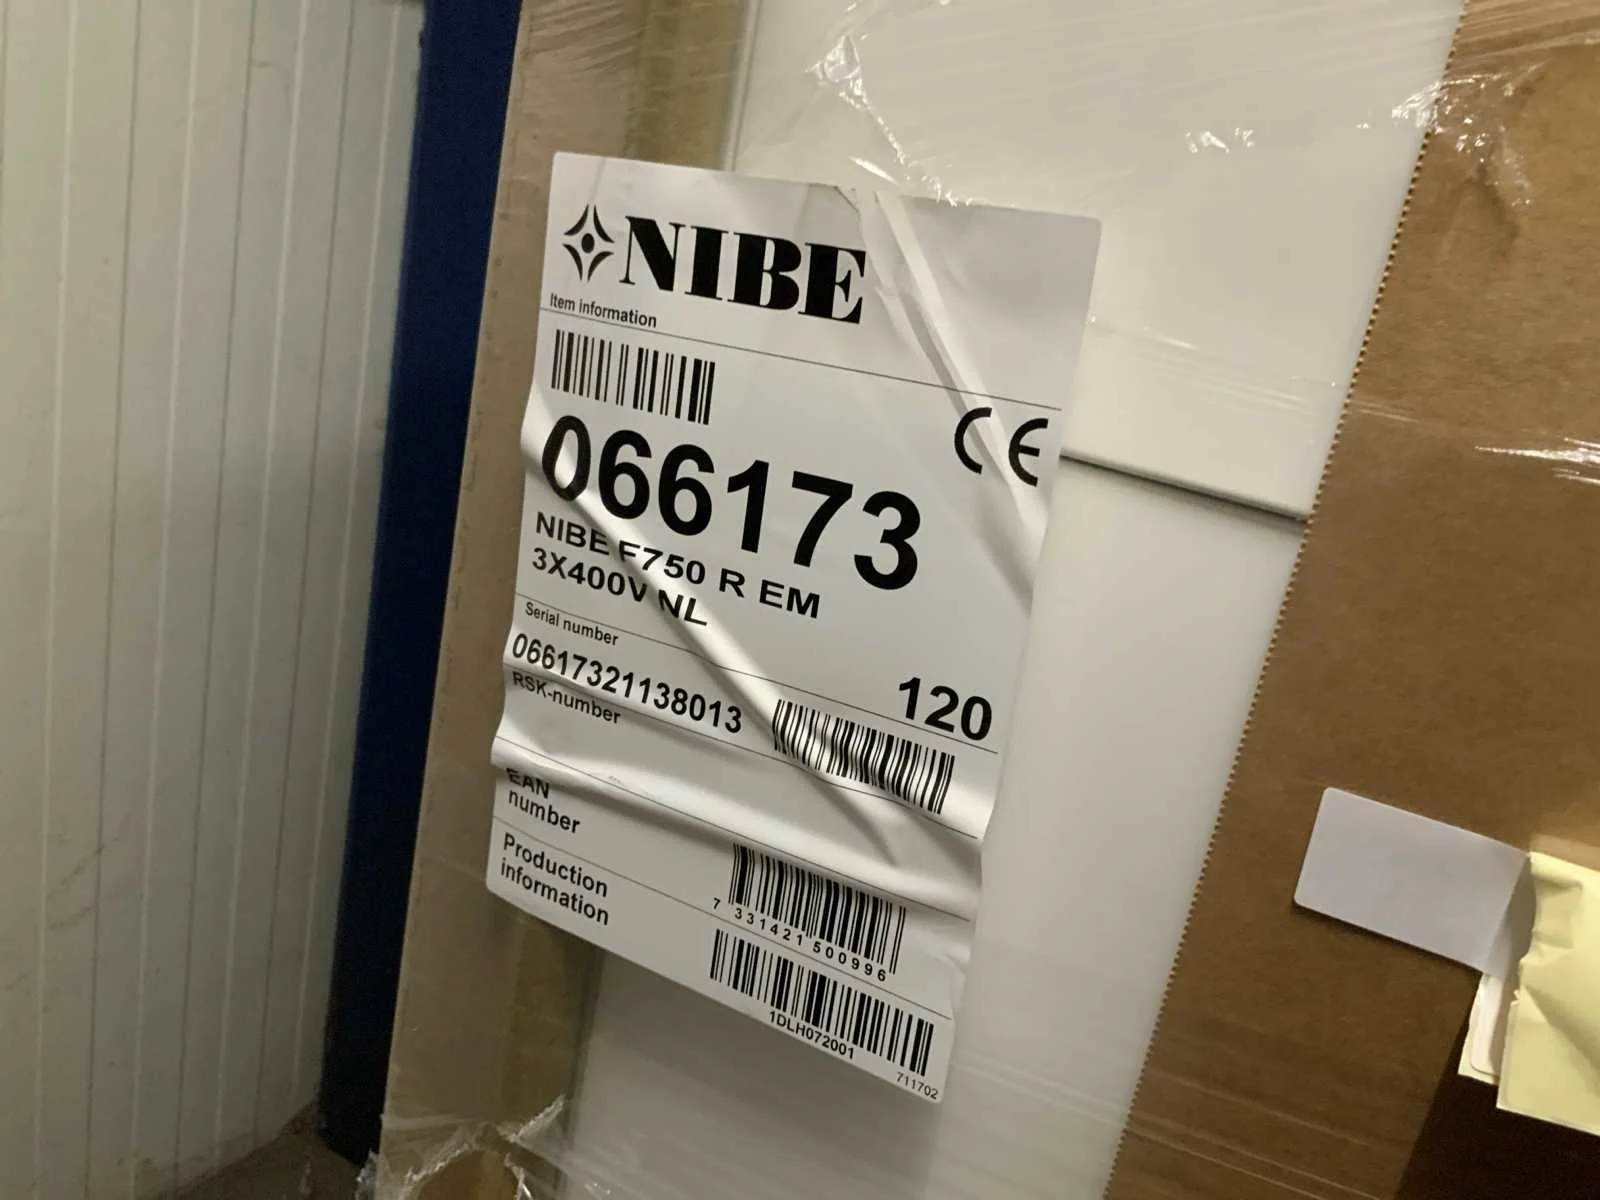 NIBE
Item information
CE
066173
NIBE F750 R EM
3X400V NL
120
Serial number
06617321138013
RSK-number
EAN
number
7 331421 500996
Production
information
1DLH072001
711702